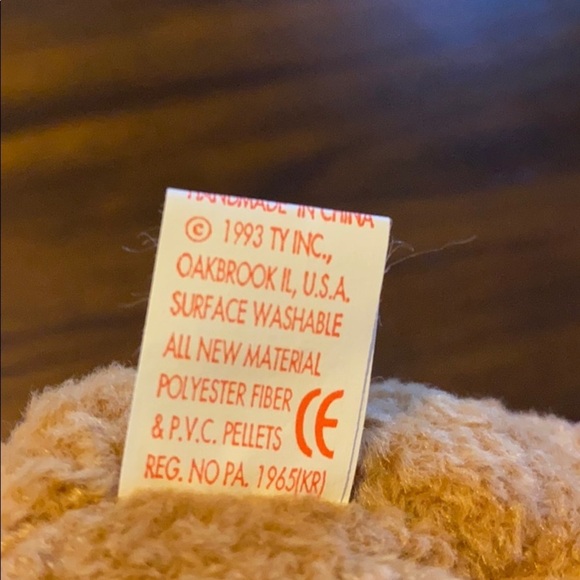 HANDMADE IN CHINA
© 1993 TY INC.,
OAKBROOK IL, U.S.A.
SURFACE WASHABLE
ALL NEW MATERIAL
POLYESTER FIBER
& P.V.C. PELLETS CE
REG. NO PA. 1965(KR)